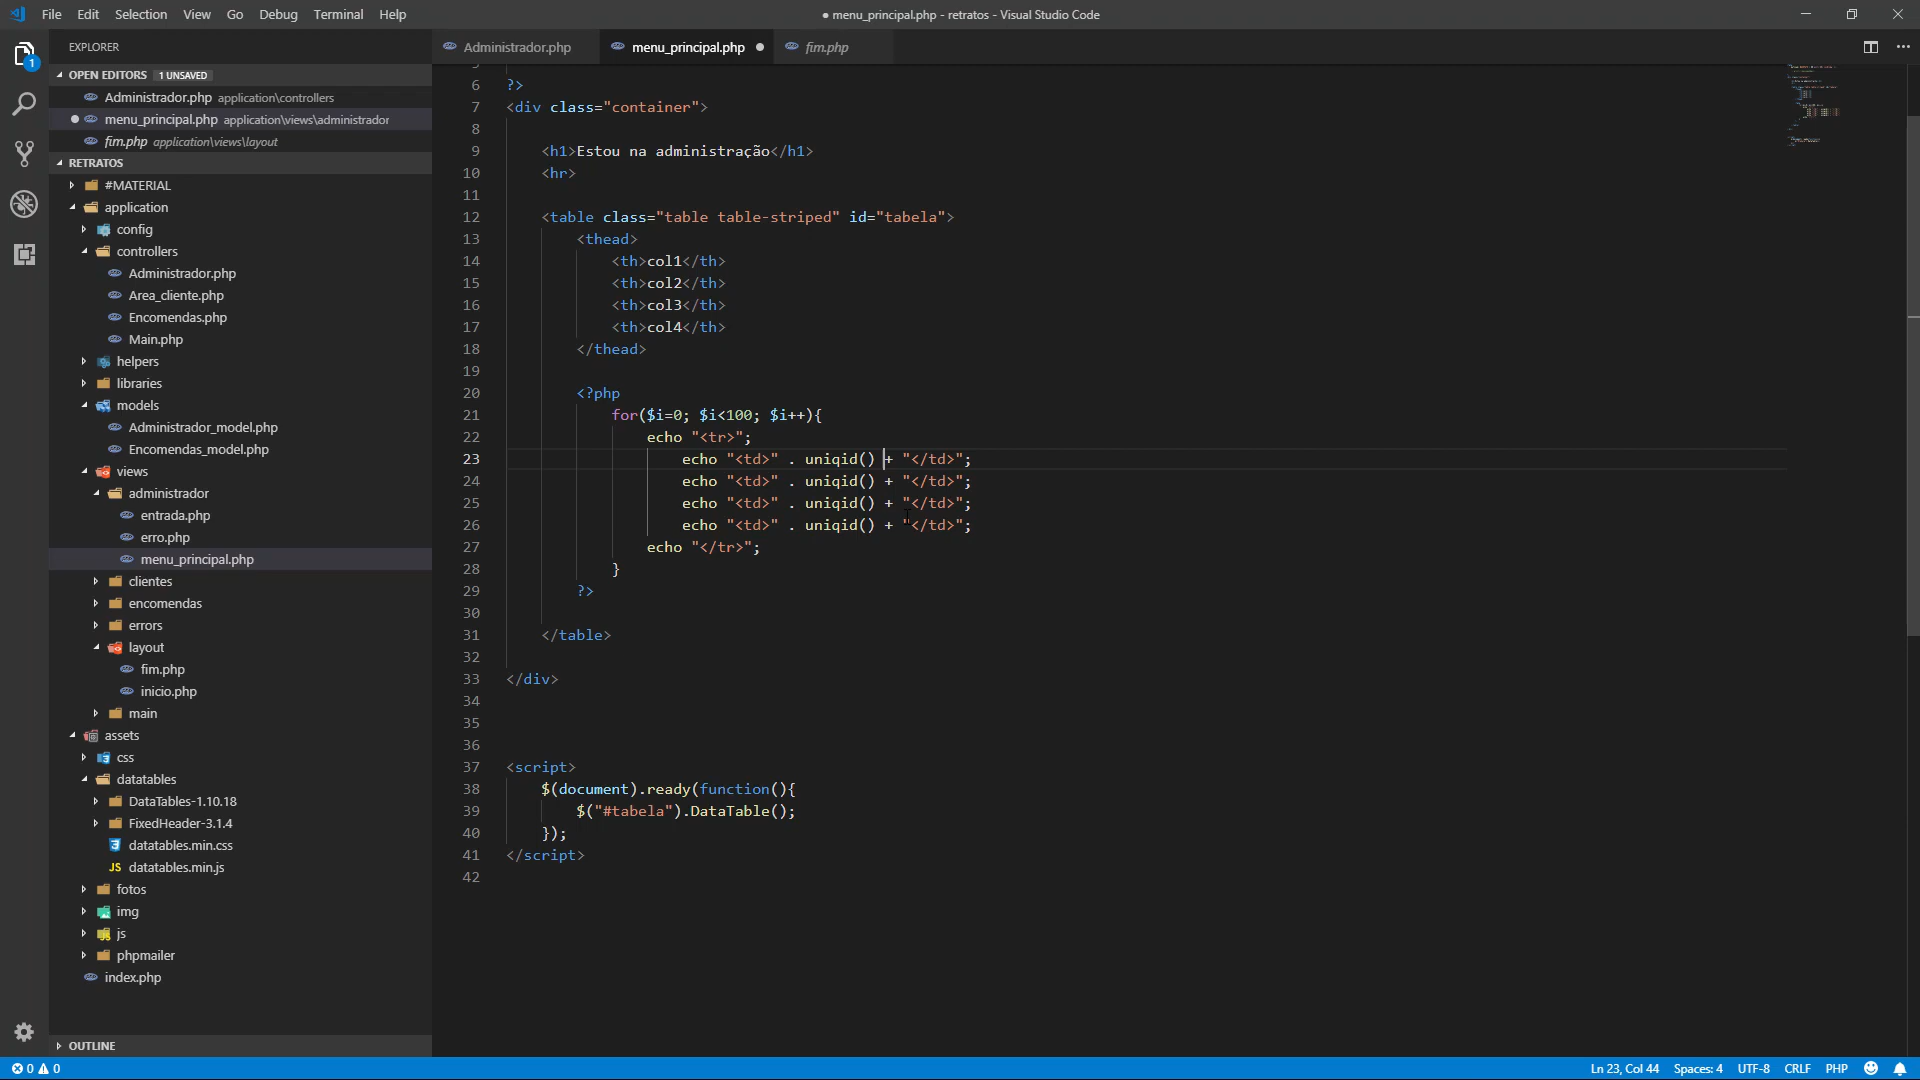 File Edit Selection View Go Debug Terminal Help
● menu_principal.php - retratos - Visual Studio Code
EXPLORER
Administrador.php menu_principal.php ● fim.php
OPEN EDITORS 1 UNSAVED
Administrador.php application\controllers
● menu_principal.php application\views\administrador
fim.php application\views\layout
RETRATOS
#MATERIAL
application
config
controllers
Administrador.php
Area_cliente.php
Encomendas.php
Main.php
helpers
libraries
models
Administrador_model.php
Encomendas_model.php
views
administrador
entrada.php
erro.php
menu_principal.php
clientes
encomendas
errors
layout
fim.php
inicio.php
main
assets
css
datatables
DataTables-1.10.18
FixedHeader-3.1.4
datatables.min.css
JS datatables.min.js
fotos
img
js
phpmailer
index.php
OUTLINE
6 ?>
7 <div class="container">
8
9 <h1>Estou na administração</h1>
10 <hr>
11
12 <table class="table table-striped" id="tabela">
13 <thead>
14 <th>col1</th>
15 <th>col2</th>
16 <th>col3</th>
17 <th>col4</th>
18 </thead>
19
20 <?php
21 for($i=0; $i<100; $i++){
22 echo "<tr>";
23 echo "<td>" . uniqid() + "</td>";
24 echo "<td>" . uniqid() + "</td>";
25 echo "<td>" . uniqid() + "</td>";
26 echo "<td>" . uniqid() + "</td>";
27 echo "</tr>";
28 }
29 ?>
30
31 </table>
32
33 </div>
34
35
36
37 <script>
38 $(document).ready(function(){
39 $("#tabela").DataTable();
40 });
41 </script>
42
0 0
Ln 23, Col 44 Spaces: 4 UTF-8 CRLF PHP